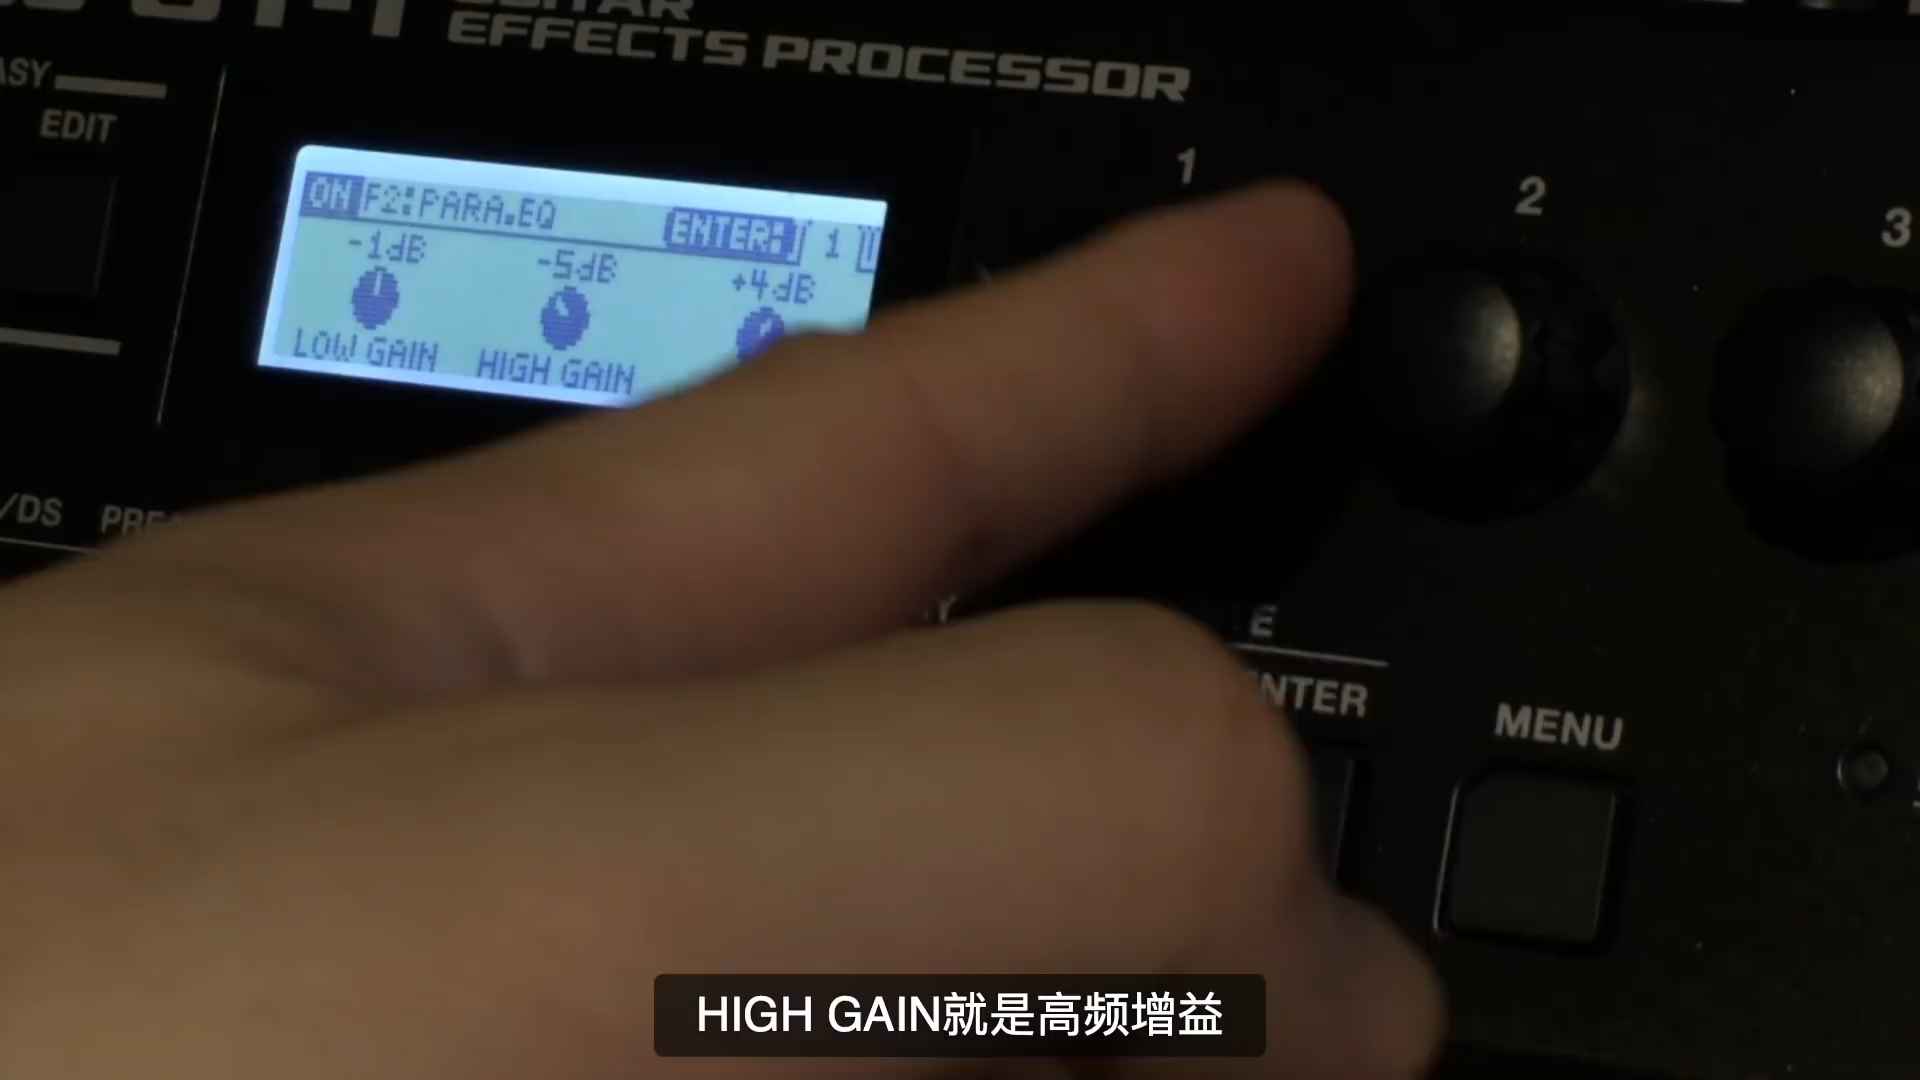 EFFECTS PROCESSOR
EDIT
1
2
3
ON F2:PARA.EQ ENTER: 1
-1dB -5dB +4dB
LOW GAIN HIGH GAIN
/DS
MENU
HIGH GAIN就是高频增益